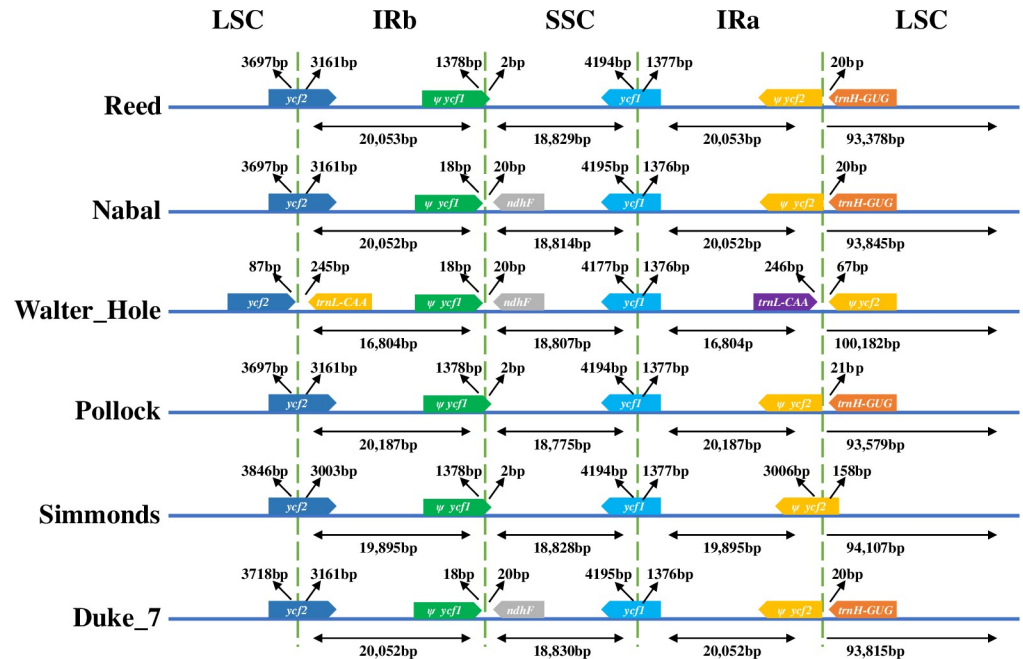 LSC IRb SSC IRa LSC
3697bp 3161bp 1378bp 2bp 4194bp 1377bp 20bp
Reed ycf2 ψ ycf1 ycf1 ψ ycf2 trnH-GUG
20,053bp 18,829bp 20,053bp 93,378bp
3697bp 3161bp 18bp 20bp 4195bp 1376bp 20bp
Nabal ycf2 ψ ycf1 ndhF ycf1 ψ ycf2 trnH-GUG
20,052bp 18,814bp 20,052bp 93,845bp
87bp 245bp 18bp 20bp 4177bp 1376bp 246bp 67bp
Walter_Hole ycf2 trnL-CAA ψ ycf1 ndhF ycf1 trnL-CAA ψ ycf2
16,804bp 18,807bp 16,804p 100,182bp
3697bp 3161bp 1378bp 2bp 4194bp 1377bp 21bp
Pollock ycf2 ψ ycf1 ycf1 ψ ycf2 trnH-GUG
20,187bp 18,775bp 20,187bp 93,579bp
3846bp 3003bp 1378bp 2bp 4194bp 1377bp 3006bp 158bp
Simmonds ycf2 ψ ycf1 ycf1 ψ ycf2
19,895bp 18,828bp 19,895bp 94,107bp
3718bp 3161bp 18bp 20bp 4195bp 1376bp 20bp
Duke_7 ycf2 ψ ycf1 ndhF ycf1 ψ ycf2 trnH-GUG
20,052bp 18,830bp 20,052bp 93,815bp